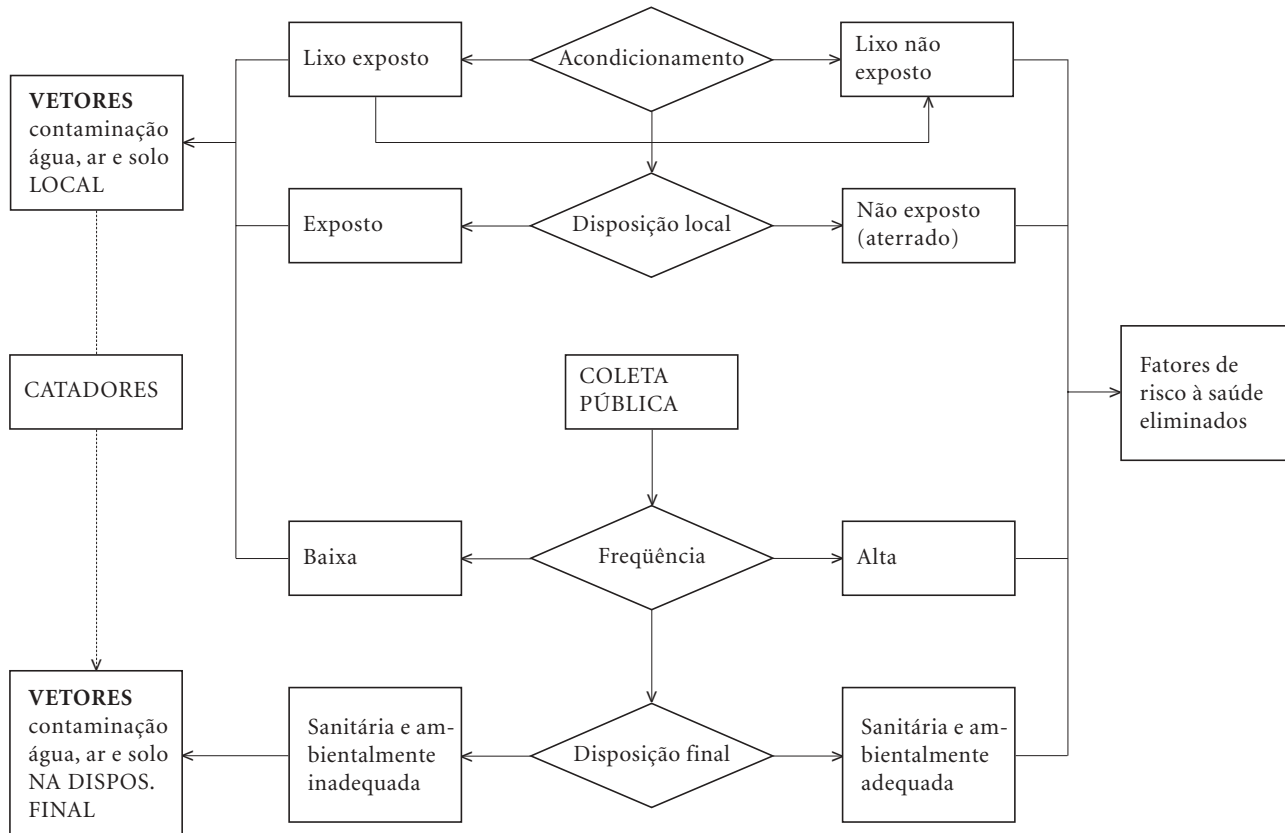 Lixo exposto
Acondicionamento
Lixo não
exposto
VETORES
contaminação
água, ar e solo
LOCAL
Exposto
Disposição local
Não exposto
(aterrado)
CATADORES
COLETA
PÚBLICA
Fatores de
risco à saúde
eliminados
Baixa
Freqüência
Alta
VETORES
contaminação
água, ar e solo
NA DISPOS.
FINAL
Sanitária e am-
bientalmente
inadequada
Disposição final
Sanitária e am-
bientalmente
adequada